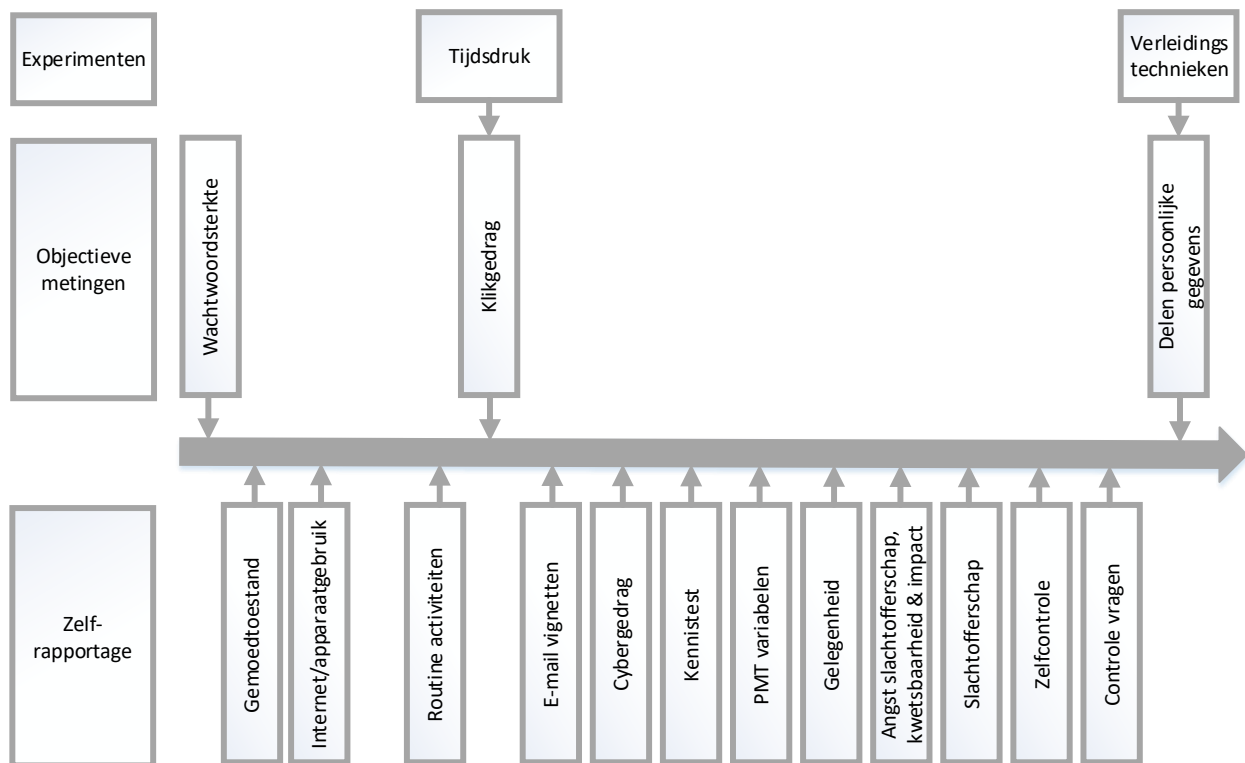 Experimenten
Tijdsdruk
Verleidings
technieken
Objectieve
metingen
Wachtwoordsterkte
Klikgedrag
Delen persoonlijke
gegevens
Zelf-
rapportage
Gemoedtoestand
Internet/apparaatgebruik
Routine activiteiten
E-mail vignetten
Cybergedrag
Kennistest
PMT variabelen
Gelegenheid
Angst slachtofferschap,
kwetsbaarheid & impact
Slachtofferschap
Zelfcontrole
Controle vragen